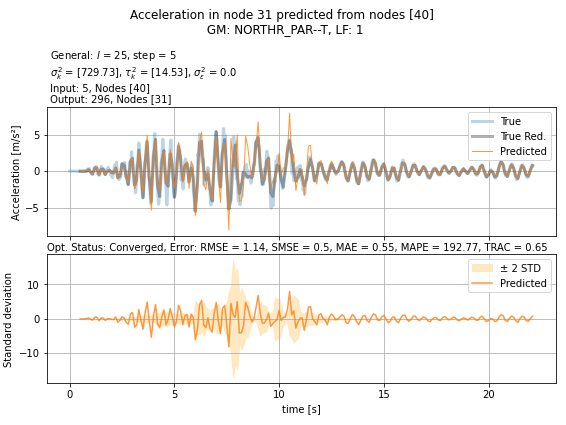 Acceleration in node 31 predicted from nodes [40]
GM: NORTHR_PAR--T, LF: 1
General: l = 25, step = 5
σ²ₖ = [729.73], τ²ₖ = [14.53], σ²ₑ = 0.0
Input: 5, Nodes [40]
Output: 296, Nodes [31]
Acceleration [m/s²]
5
0
−5
True
True Red.
Predicted
Opt. Status: Converged, Error: RMSE = 1.14, SMSE = 0.5, MAE = 0.55, MAPE = 192.77, TRAC = 0.65
Standard deviation
10
0
−10
± 2 STD
Predicted
0 5 10 15 20
time [s]